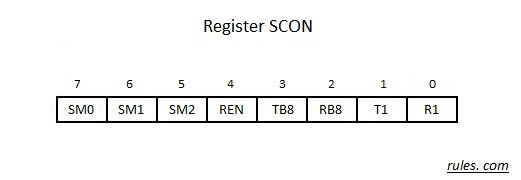 Register SCON
7 6 5 4 3 2 1 0
SM0 SM1 SM2 REN TB8 RB8 T1 R1
rules. com